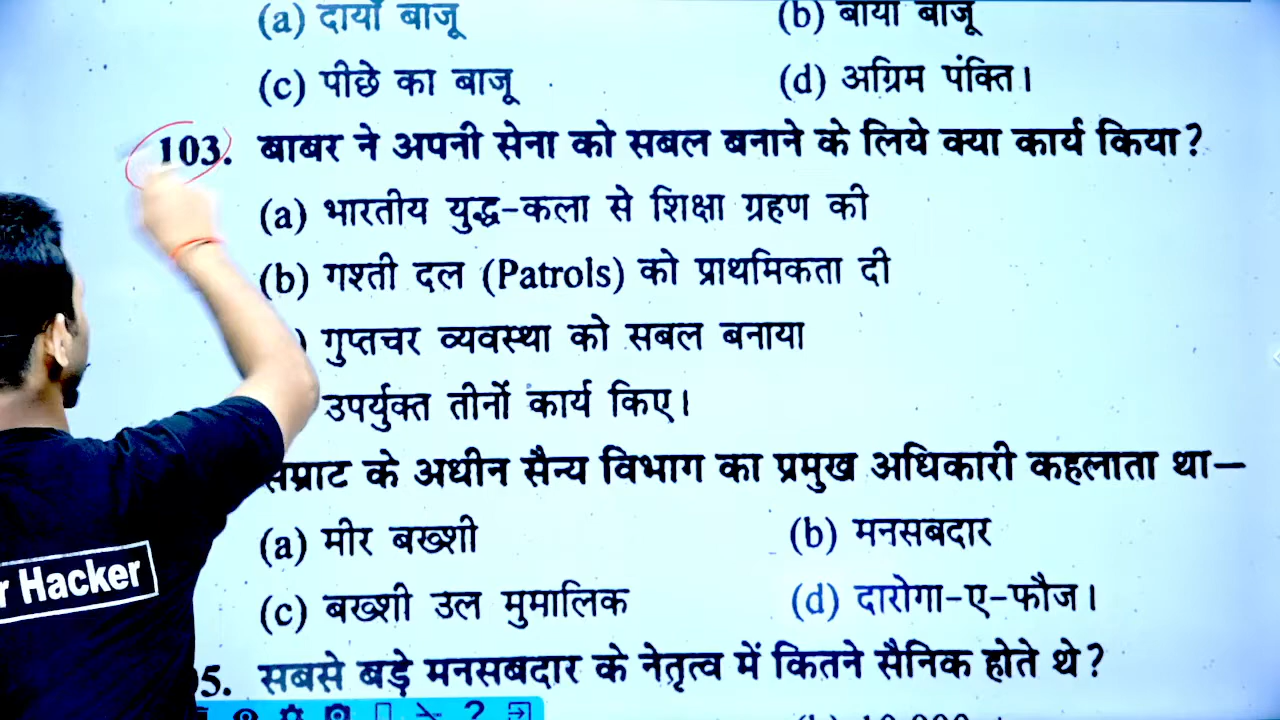 (a) दायाँ बाजू (b) बायाँ बाजू
(c) पीछे का बाजू (d) अग्रिम पंक्ति।
103. बाबर ने अपनी सेना को सबल बनाने के लिये क्या कार्य किया?
(a) भारतीय युद्ध-कला से शिक्षा ग्रहण की
(b) गश्ती दल (Patrols) को प्राथमिकता दी
) गुप्तचर व्यवस्था को सबल बनाया
उपर्युक्त तीनों कार्य किए।
सम्राट के अधीन सैन्य विभाग का प्रमुख अधिकारी कहलाता था—
(a) मीर बख्शी (b) मनसबदार
(c) बख्शी उल मुमालिक (d) दारोगा-ए-फौज।
5. सबसे बड़े मनसबदार के नेतृत्व में कितने सैनिक होते थे?
Hacker